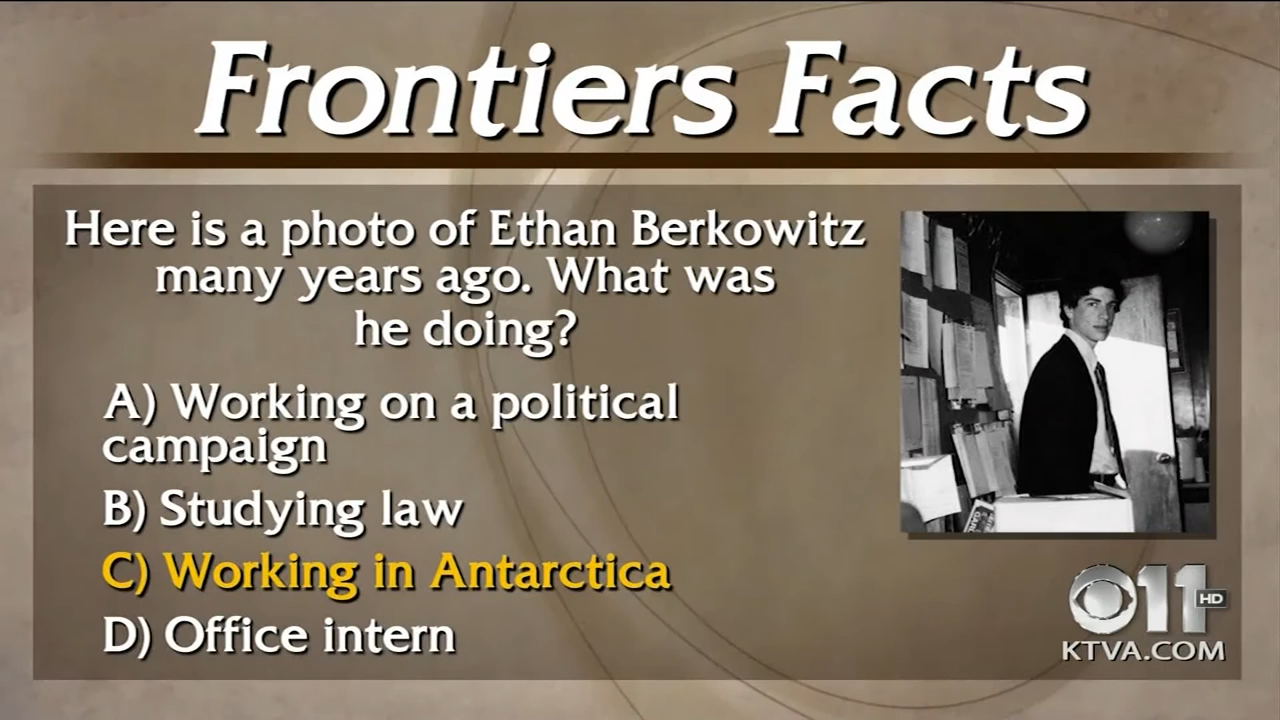 Frontiers Facts
Here is a photo of Ethan Berkowitz
many years ago. What was
he doing?
A) Working on a political
campaign
B) Studying law
C) Working in Antarctica
D) Office intern
11 HD
KTVA.COM